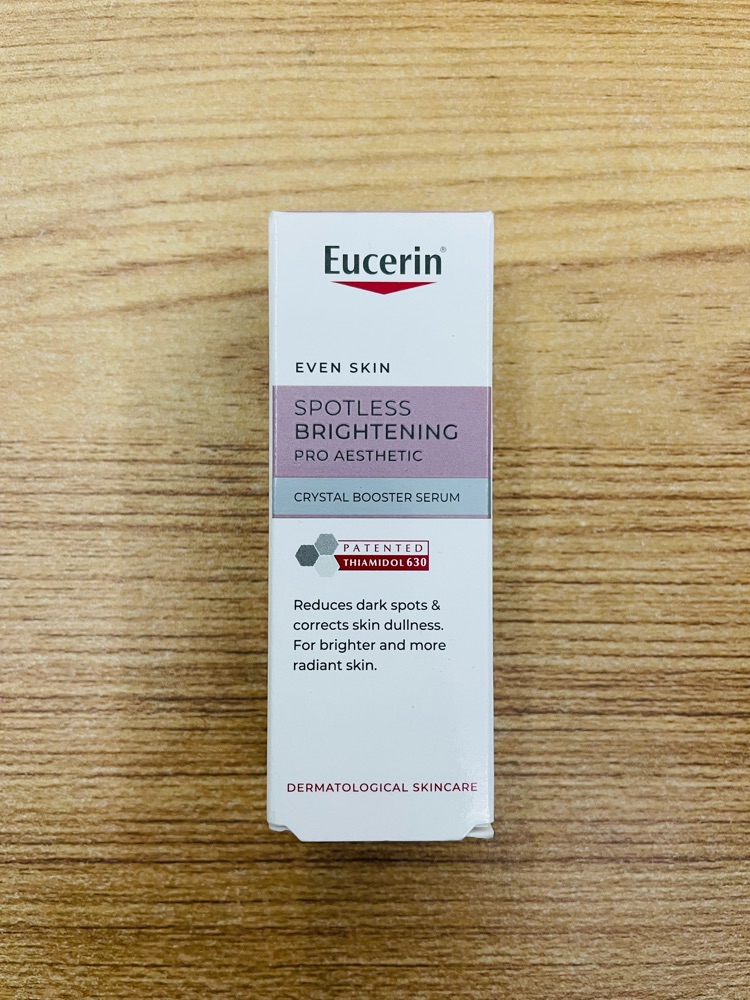 Eucerin®
EVEN SKIN
SPOTLESS
BRIGHTENING
PRO AESTHETIC
CRYSTAL BOOSTER SERUM
PATENTED
THIAMIDOL 630
Reduces dark spots &
corrects skin dullness.
For brighter and more
radiant skin.
DERMATOLOGICAL SKINCARE